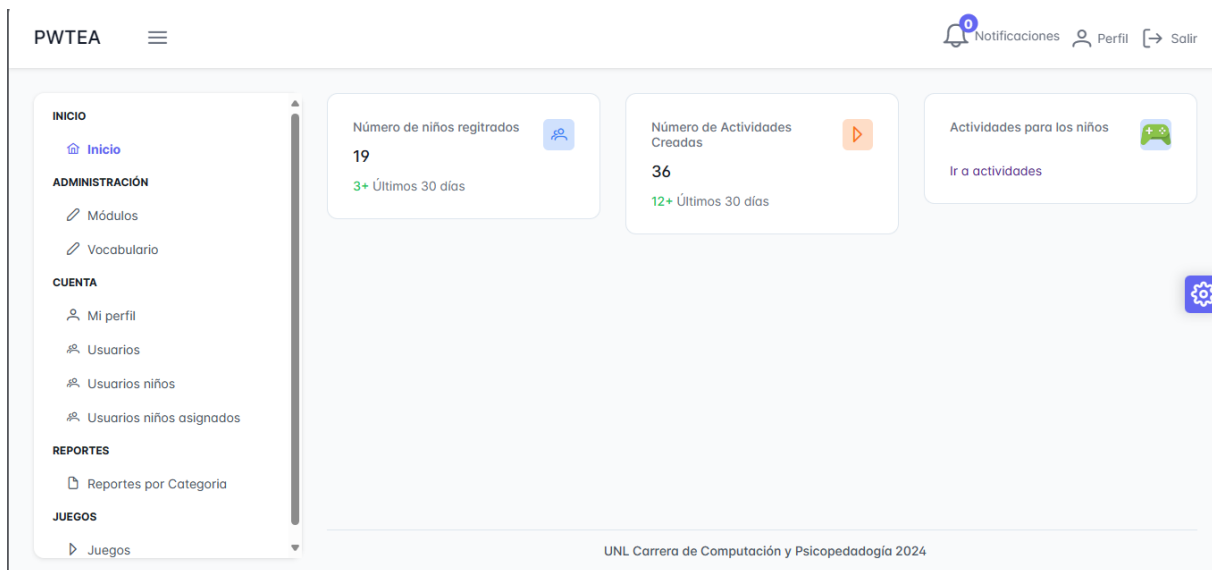 PWTEA
0
Notificaciones
Perfil
Salir
INICIO
Inicio
ADMINISTRACIÓN
Módulos
Vocabulario
CUENTA
Mi perfil
Usuarios
Usuarios niños
Usuarios niños asignados
REPORTES
Reportes por Categoria
JUEGOS
Juegos
Número de niños regitrados
19
3+ Últimos 30 días
Número de Actividades
Creadas
36
12+ Últimos 30 días
Actividades para los niños
Ir a actividades
UNL Carrera de Computación y Psicopedadogía 2024